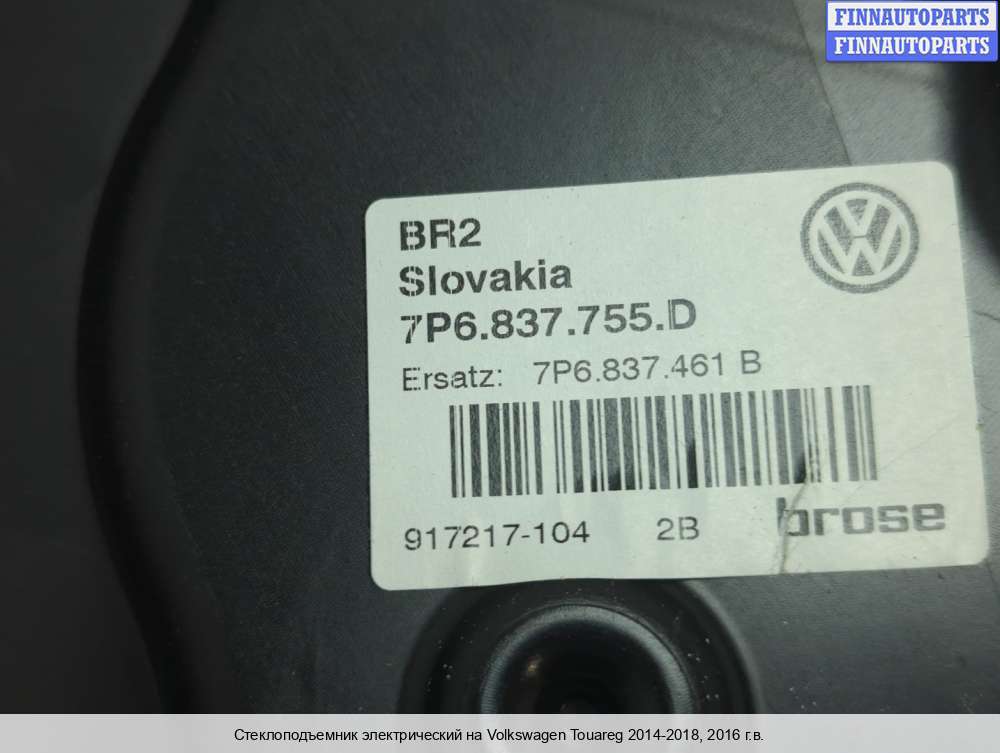 FINNAUTOPARTS
FINNAUTOPARTS
BR2
Slovakia
7P6.837.755.D
Ersatz: 7P6.837.461 B
917217-104 2B brose
Стеклоподъемник электрический на Volkswagen Touareg 2014-2018, 2016 г.в.